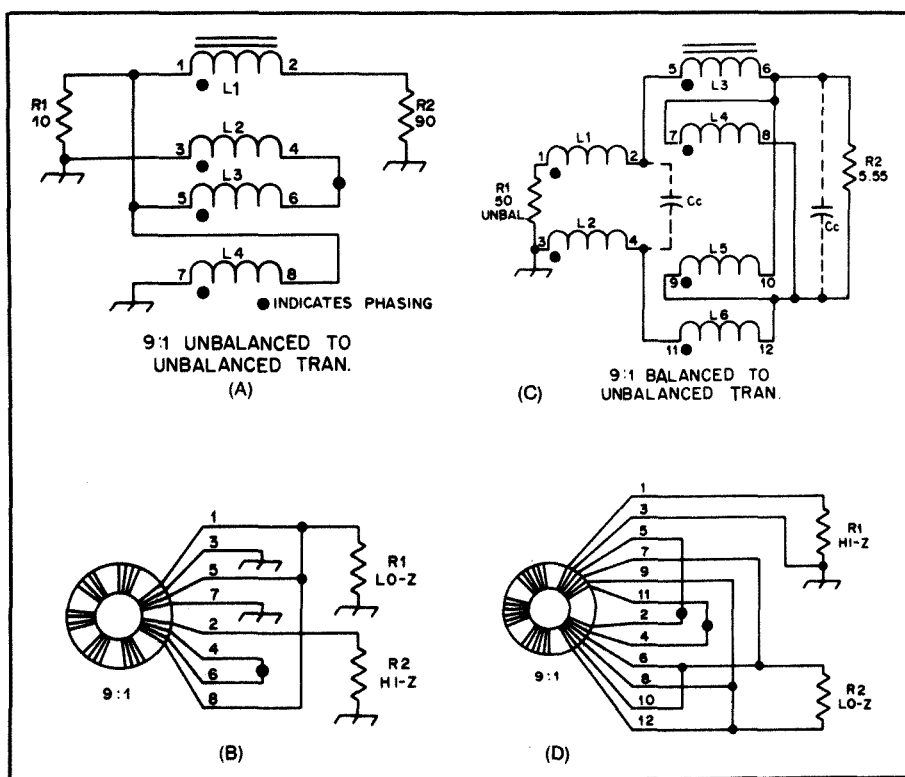 1
2
L1
R1
10
R2
90
L2
3
4
5
L3
6
L4
7
8
● INDICATES PHASING
9:1 UNBALANCED TO
UNBALANCED TRAN.
(A)
5
6
L3
L4
7
8
L1
1
2
R1
50
UNBAL
Cc
R2
5.55
Cc
L2
3
4
L5
9
10
L6
11
12
9:1 BALANCED TO
UNBALANCED TRAN.
(C)
1
3
5
7
2
4
6
8
R1
LO-Z
R2
HI-Z
9:1
(B)
1
3
5
7
9
11
2
4
6
8
10
12
R1
HI-Z
R2
LO-Z
9:1
(D)